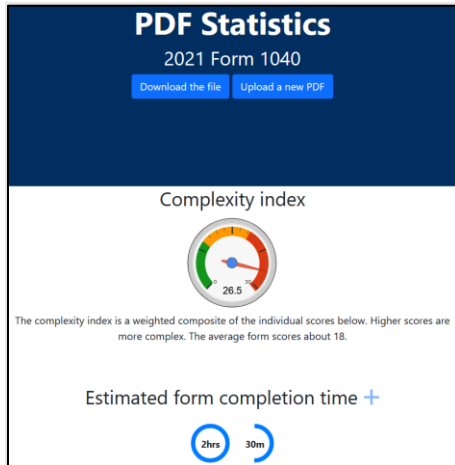 PDF Statistics
2021 Form 1040
Download the file Upload a new PDF
Complexity index
0 30
26.5
The complexity index is a weighted composite of the individual scores below. Higher scores are
more complex. The average form scores about 18.
Estimated form completion time +
2hrs 30m